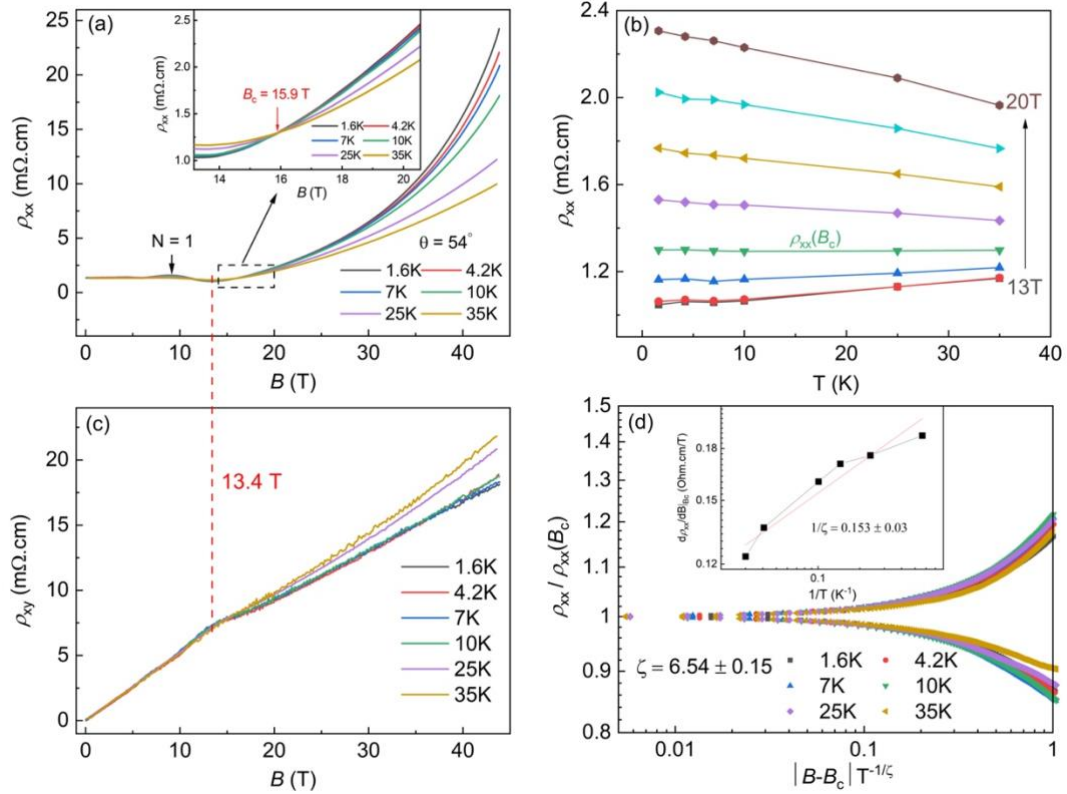 (a)
25
20
15
10
5
0
ρxx (mΩ.cm)
0 10 20 30 40
B (T)
2.5
2.0
1.5
1.0
ρxx (mΩ.cm)
14 16 18 20
B (T)
Bc = 15.9 T
1.6K 4.2K
7K 10K
25K 35K
N = 1
θ = 54°
1.6K 4.2K
7K 10K
25K 35K
(b)
2.4
2.0
1.6
1.2
ρxx (mΩ.cm)
20T
ρxx(Bc)
13T
0 10 20 30 40
T (K)
(c)
20
15
10
5
0
ρxy (mΩ.cm)
13.4 T
1.6K
4.2K
7K
10K
25K
35K
0 10 20 30 40
B (T)
(d)
1.5
1.4
1.3
1.2
1.1
1
0.9
0.8
ρxx / ρxx(Bc)
0.18
0.15
0.12
dρxx/dB|Bc (Ohm.cm/T)
1/ζ = 0.153 ± 0.03
0.1
1/T (K-1)
ζ = 6.54 ± 0.15
1.6K 4.2K
7K 10K
25K 35K
0.01 0.1 1
|B-Bc|T-1/ζ